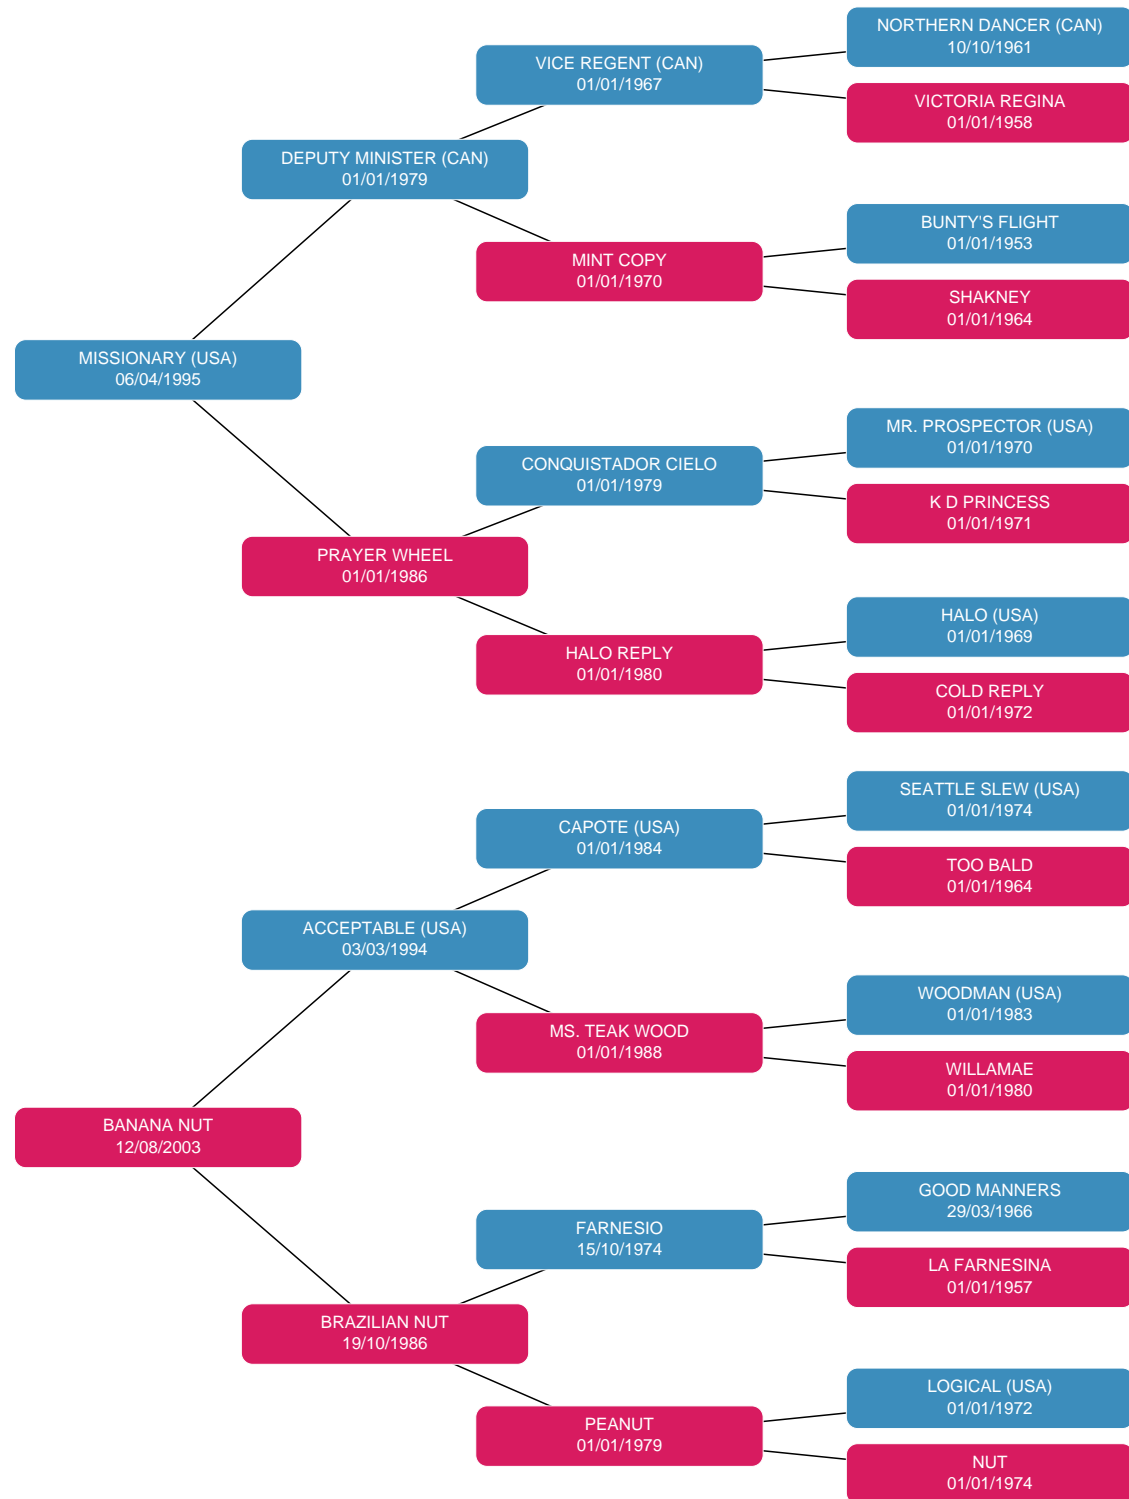 NORTHERN DANCER (CAN)
10/10/1961
VICE REGENT (CAN)
01/01/1967
VICTORIA REGINA
01/01/1958
DEPUTY MINISTER (CAN)
01/01/1979
BUNTY'S FLIGHT
01/01/1953
MINT COPY
01/01/1970
SHAKNEY
01/01/1964
MISSIONARY (USA)
06/04/1995
MR. PROSPECTOR (USA)
01/01/1970
CONQUISTADOR CIELO
01/01/1979
K D PRINCESS
01/01/1971
PRAYER WHEEL
01/01/1986
HALO (USA)
01/01/1969
HALO REPLY
01/01/1980
COLD REPLY
01/01/1972
SEATTLE SLEW (USA)
01/01/1974
CAPOTE (USA)
01/01/1984
TOO BALD
01/01/1964
ACCEPTABLE (USA)
03/03/1994
WOODMAN (USA)
01/01/1983
MS. TEAK WOOD
01/01/1988
WILLAMAE
01/01/1980
BANANA NUT
12/08/2003
GOOD MANNERS
29/03/1966
FARNESIO
15/10/1974
LA FARNESINA
01/01/1957
BRAZILIAN NUT
19/10/1986
LOGICAL (USA)
01/01/1972
PEANUT
01/01/1979
NUT
01/01/1974